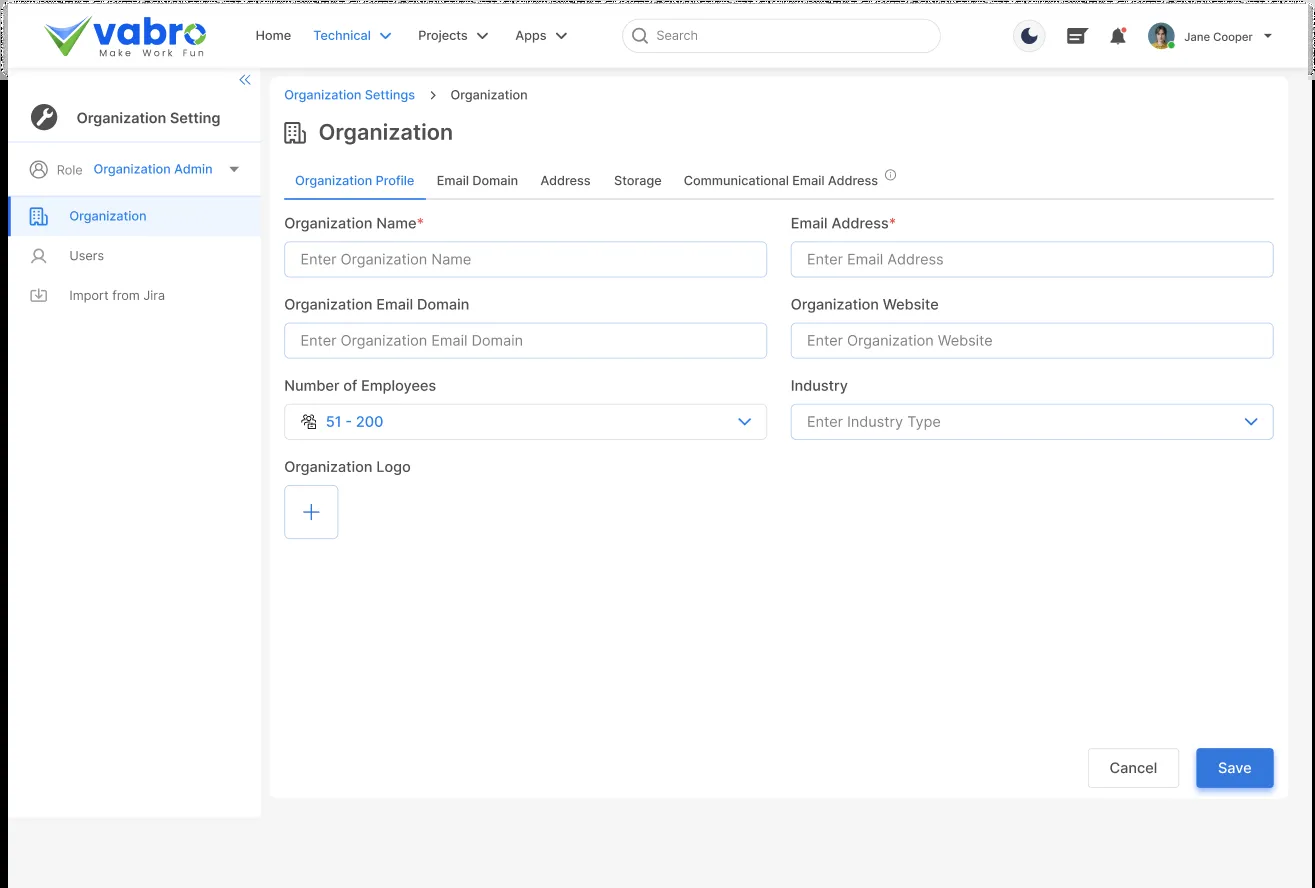 vabro
Make Work Fun
Home Technical Projects Apps Search Jane Cooper
Organization Setting
Role Organization Admin
Organization
Users
Import from Jira
Organization Settings > Organization
Organization
Organization Profile Email Domain Address Storage Communicational Email Address
Organization Name* Email Address*
Enter Organization Name Enter Email Address
Organization Email Domain Organization Website
Enter Organization Email Domain Enter Organization Website
Number of Employees Industry
51 - 200 Enter Industry Type
Organization Logo
Cancel Save